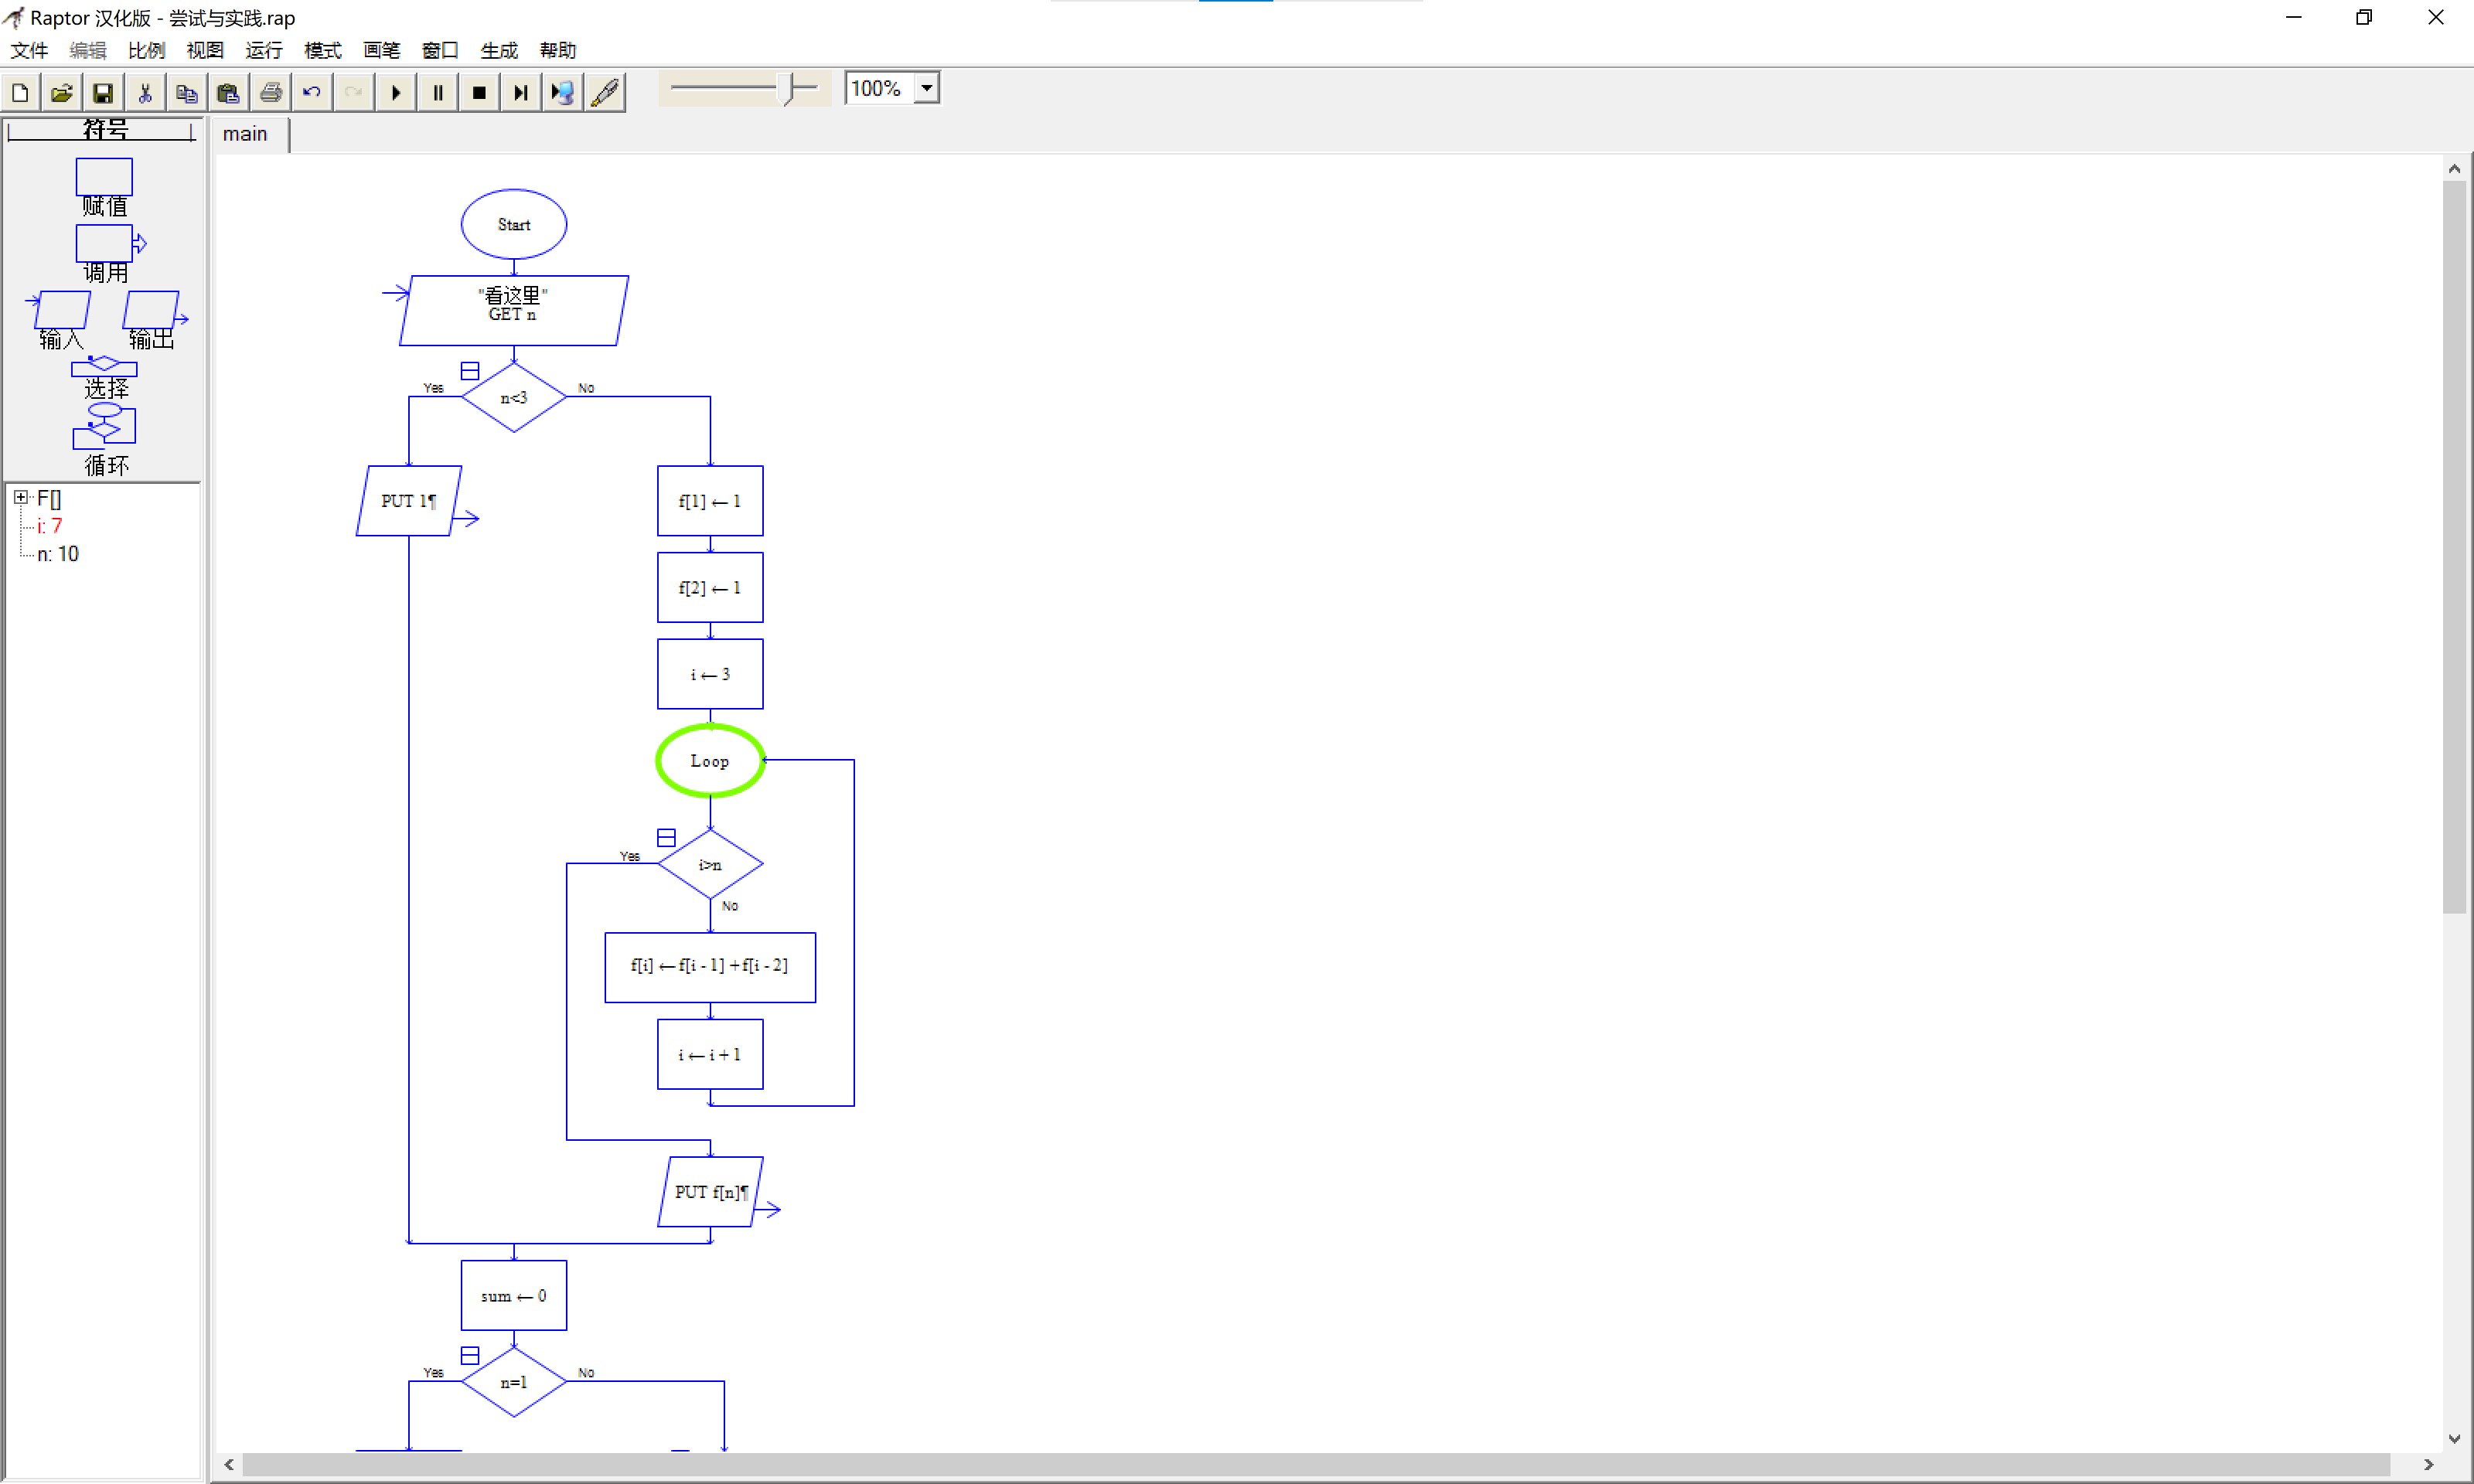 Raptor 汉化版 - 尝试与实践.rap
文件 编辑 比例 视图 运行 模式 画笔 窗口 生成 帮助
100%
符号
main
赋值
调用
输入 输出
选择
循环
F[]
i: 7
n: 10
Start
"看这里"
GET n
Yes
n<3
No
PUT 1¶
f[1] ← 1
f[2] ← 1
i ← 3
Loop
Yes
i>n
No
f[i] ← f[i - 1] + f[i - 2]
i ← i + 1
PUT f[n]¶
sum ← 0
Yes
n=1
No